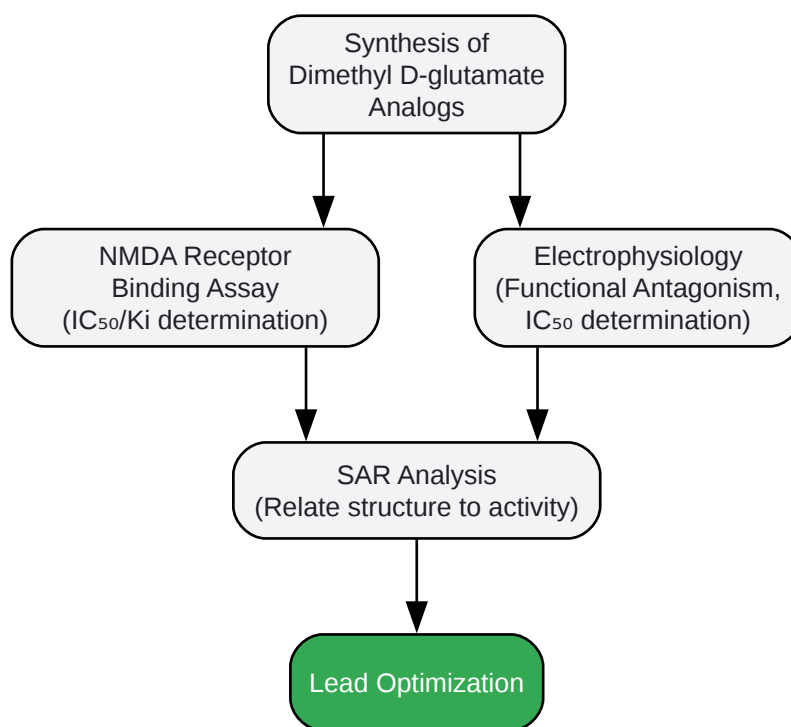 Synthesis of
Dimethyl D-glutamate
Analogs
NMDA Receptor
Binding Assay
(IC₅₀/Ki determination)
Electrophysiology
(Functional Antagonism,
IC₅₀ determination)
SAR Analysis
(Relate structure to activity)
Lead Optimization